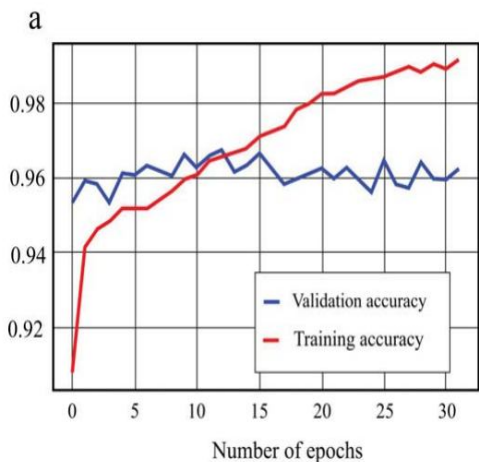 a
0.98
0.96
0.94
0.92
Validation accuracy
Training accuracy
0 5 10 15 20 25 30
Number of epochs